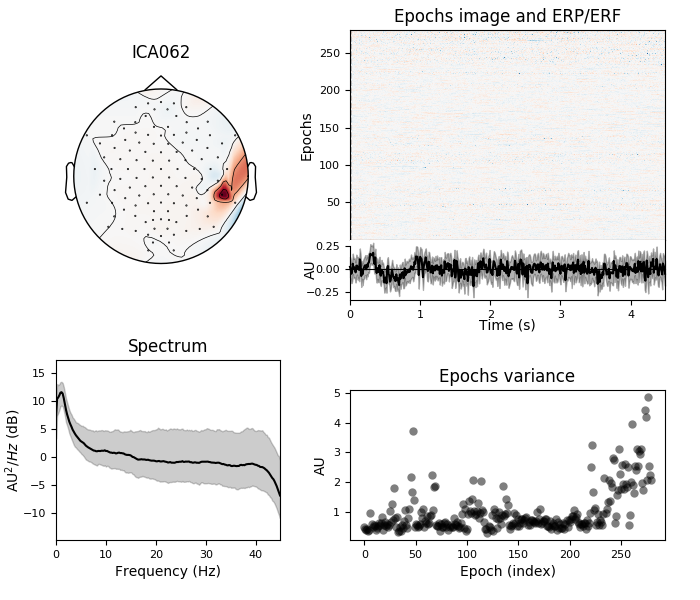 ICA062
Epochs image and ERP/ERF
Epochs
250
200
150
100
50
AU
0.25
0.00
−0.25
0 1 2 3 4
Time (s)
Spectrum
AU²/Hz (dB)
15
10
5
0
−5
−10
0 10 20 30 40
Frequency (Hz)
Epochs variance
AU
5
4
3
2
1
0 50 100 150 200 250
Epoch (index)